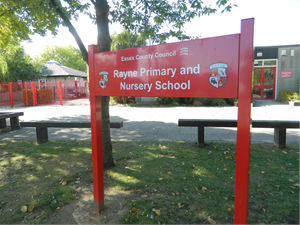 Essex County Council
Rayne Primary and
Nursery School